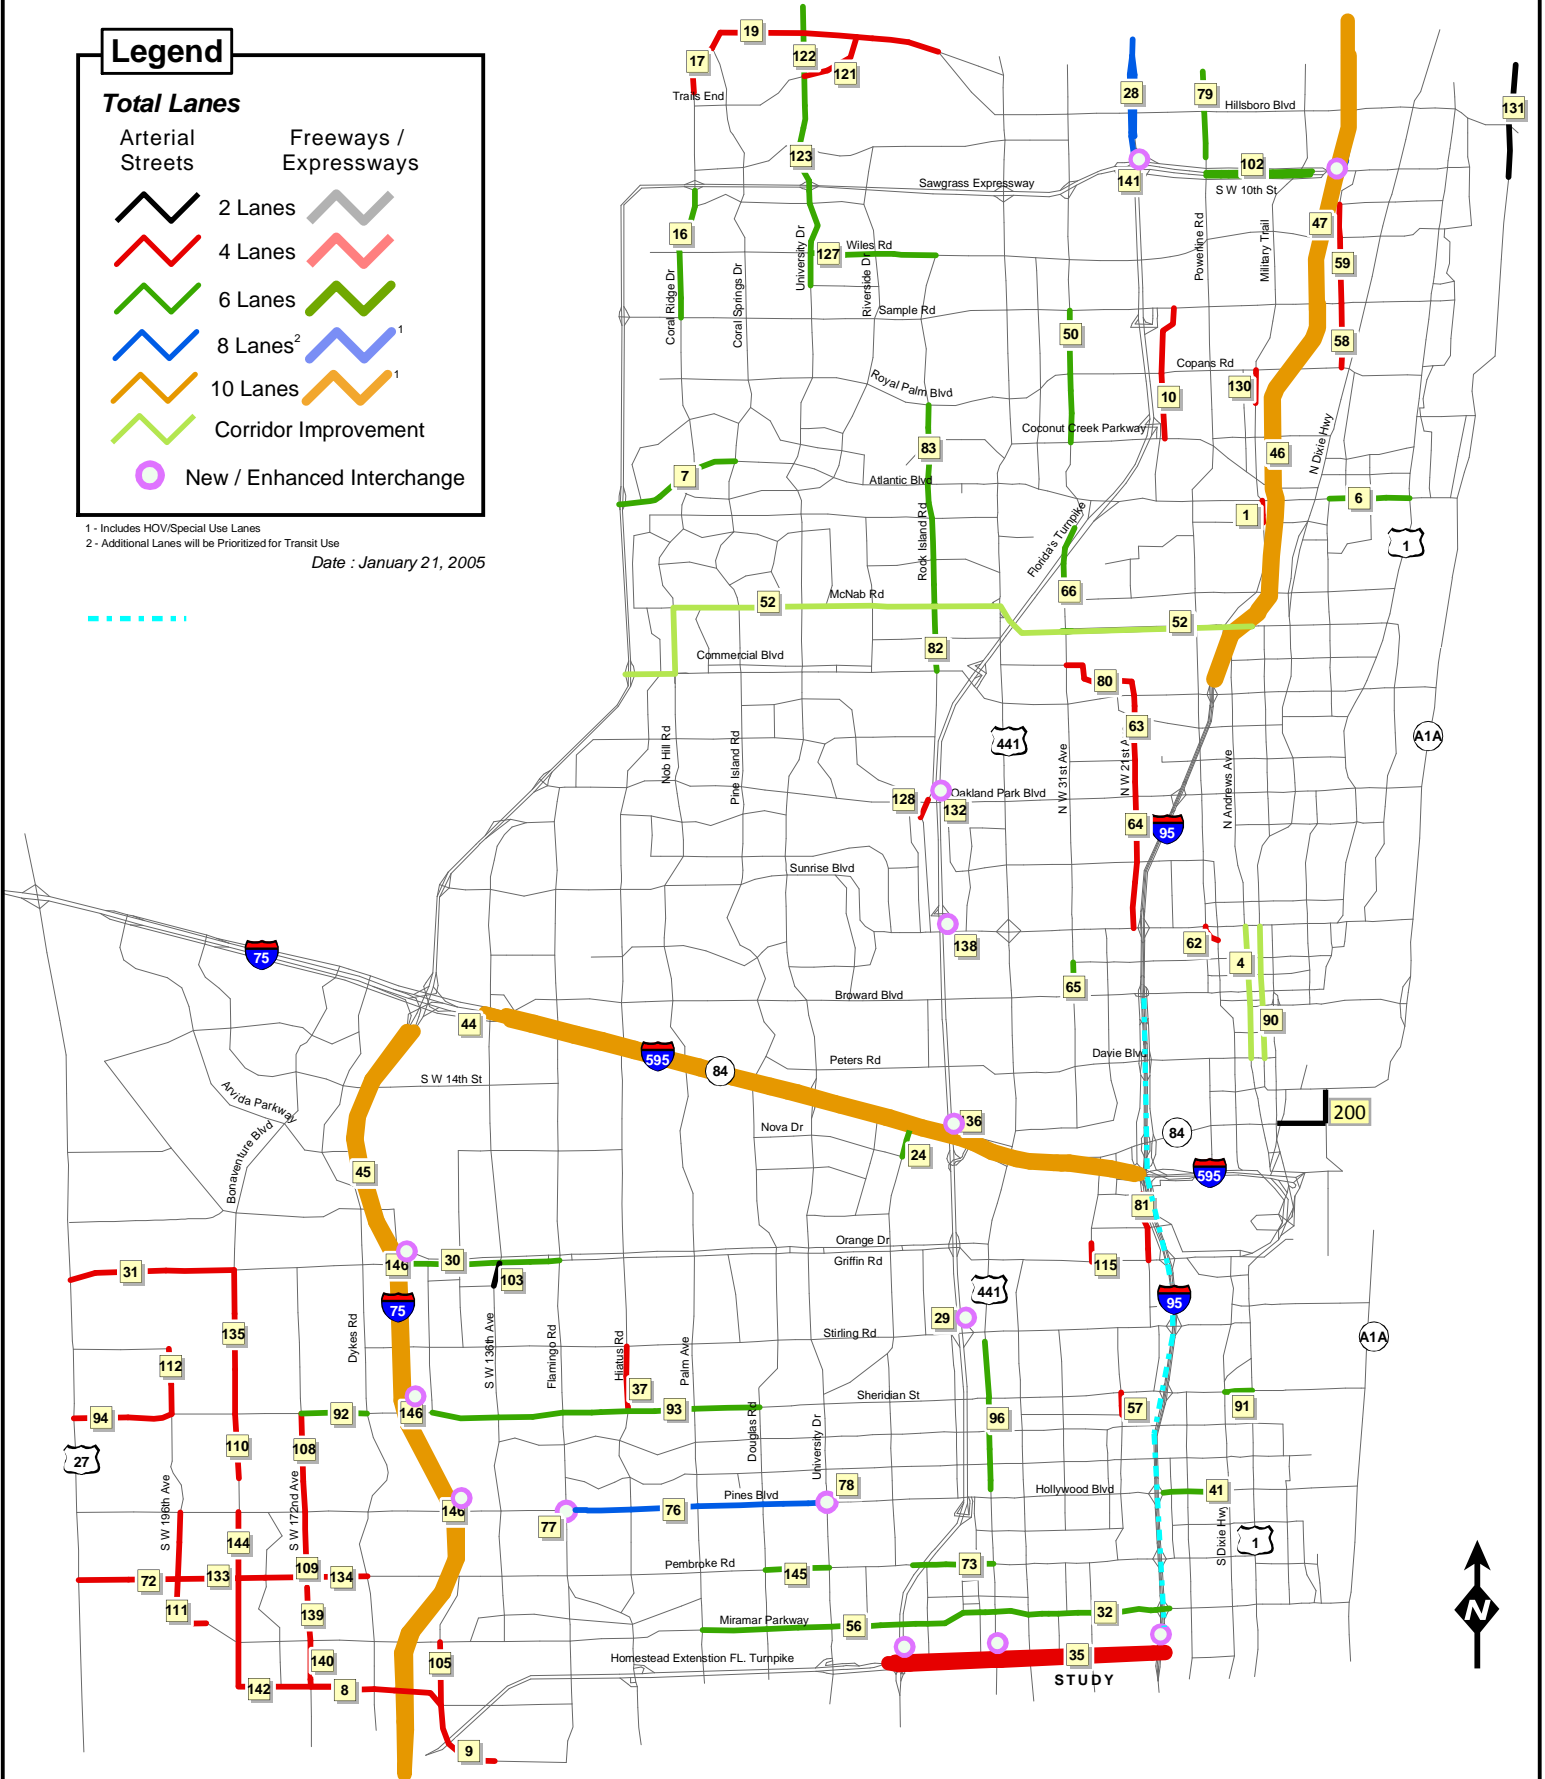 Legend
Total Lanes
Arterial Streets
Freeways / Expressways
2 Lanes
4 Lanes
6 Lanes
8 Lanes2
1
10 Lanes
1
Corridor Improvement
New / Enhanced Interchange
1 - Includes HOV/Special Use Lanes
2 - Additional Lanes will be Prioritized for Transit Use
Date : January 21, 2005
19
17
122
121
Trails End
28
79
Hillsboro Blvd
131
123
141
102
Sawgrass Expressway
S W 10th St
16
127
Wiles Rd
47
59
Coral Ridge Dr
Coral Springs Dr
University Dr
Riverside Dr
Powerline Rd
Military Trail
Sample Rd
50
58
Copans Rd
130
10
Royal Palm Blvd
Coconut Creek Parkway
83
46
N Dixie Hwy
7
Atlantic Blvd
6
1
1
Rock Island Rd
Florida's Turnpike
66
52
McNab Rd
52
82
Commercial Blvd
80
63
441
A1A
Nob Hill Rd
Pine Island Rd
N W 31st Ave
N W 21st A
N Andrews Ave
128
132
Oakland Park Blvd
64
95
Sunrise Blvd
138
62
4
75
65
Broward Blvd
44
90
595
84
Peters Rd
Davie Blvd
S W 14th St
Arvida Parkway
Bonaventure Blvd
Nova Dr
136
24
84
200
45
595
81
146
30
Orange Dr
Griffin Rd
115
31
103
441
75
95
29
135
Dykes Rd
S W 136th Ave
Flamingo Rd
Hiatus Rd
Palm Ave
Stirling Rd
A1A
112
37
Sheridan St
94
92
146
93
57
91
96
110
108
Douglas Rd
University Dr
27
S W 196th Ave
S W 172nd Ave
78
Pines Blvd
Hollywood Blvd
41
146
76
77
144
S Dixie Hwy
1
72
133
109
134
Pembroke Rd
145
73
111
139
Miramar Parkway
56
32
N
140
105
Homestead Extenstion FL. Turnpike
35
STUDY
142
8
9